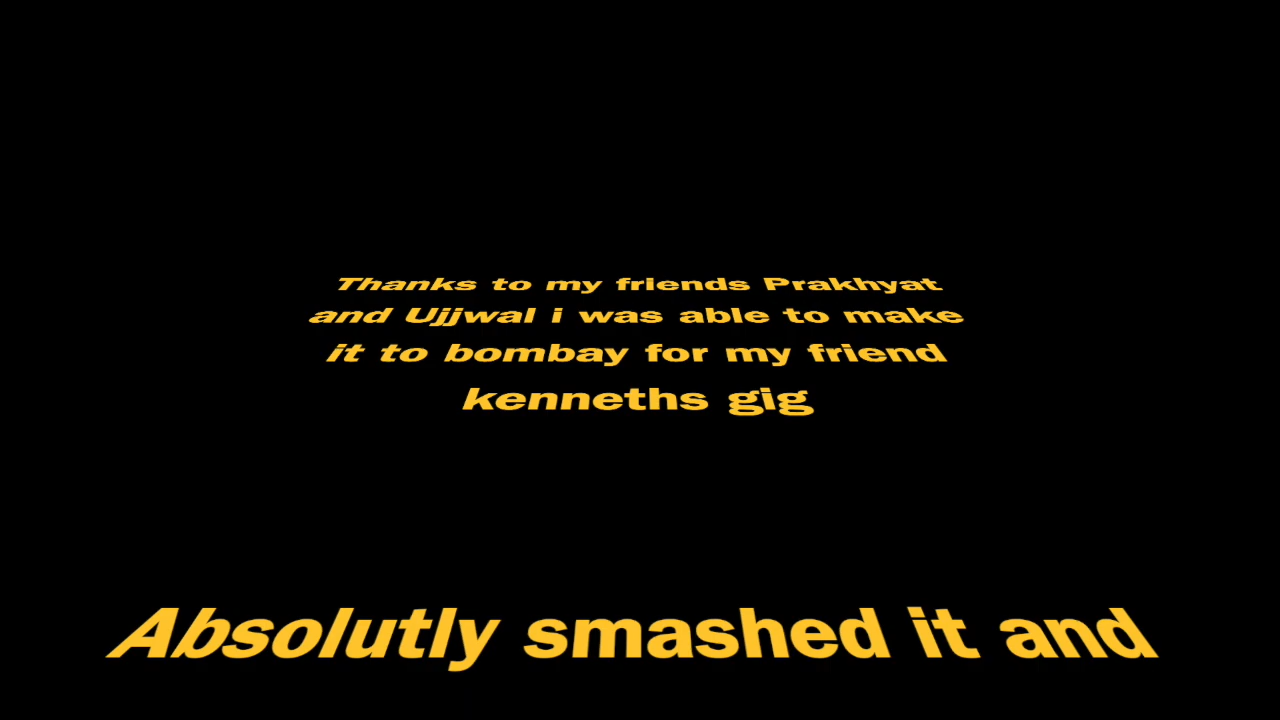 Thanks to my friends Prakhyat
and Ujjwal i was able to make
it to bombay for my friend
kenneths gig
Absolutly smashed it and